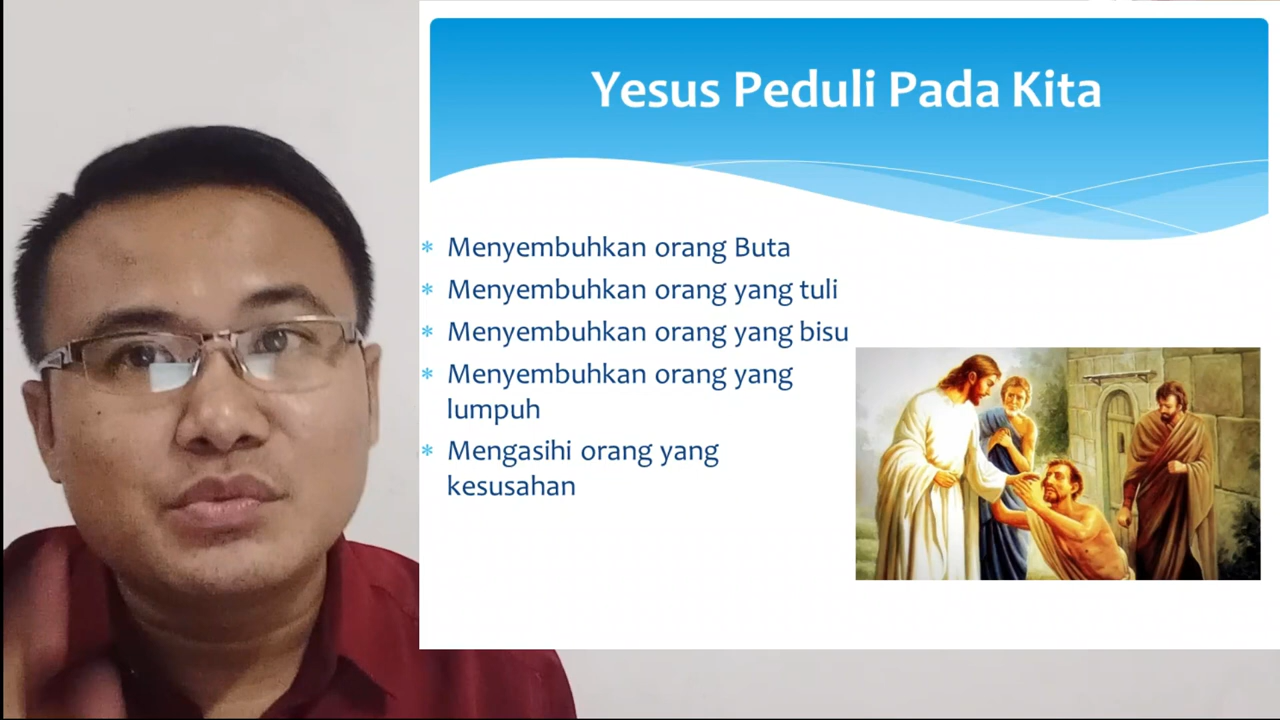 Yesus Peduli Pada Kita
* Menyembuhkan orang Buta
* Menyembuhkan orang yang tuli
* Menyembuhkan orang yang bisu
* Menyembuhkan orang yang
lumpuh
* Mengasihi orang yang
kesusahan